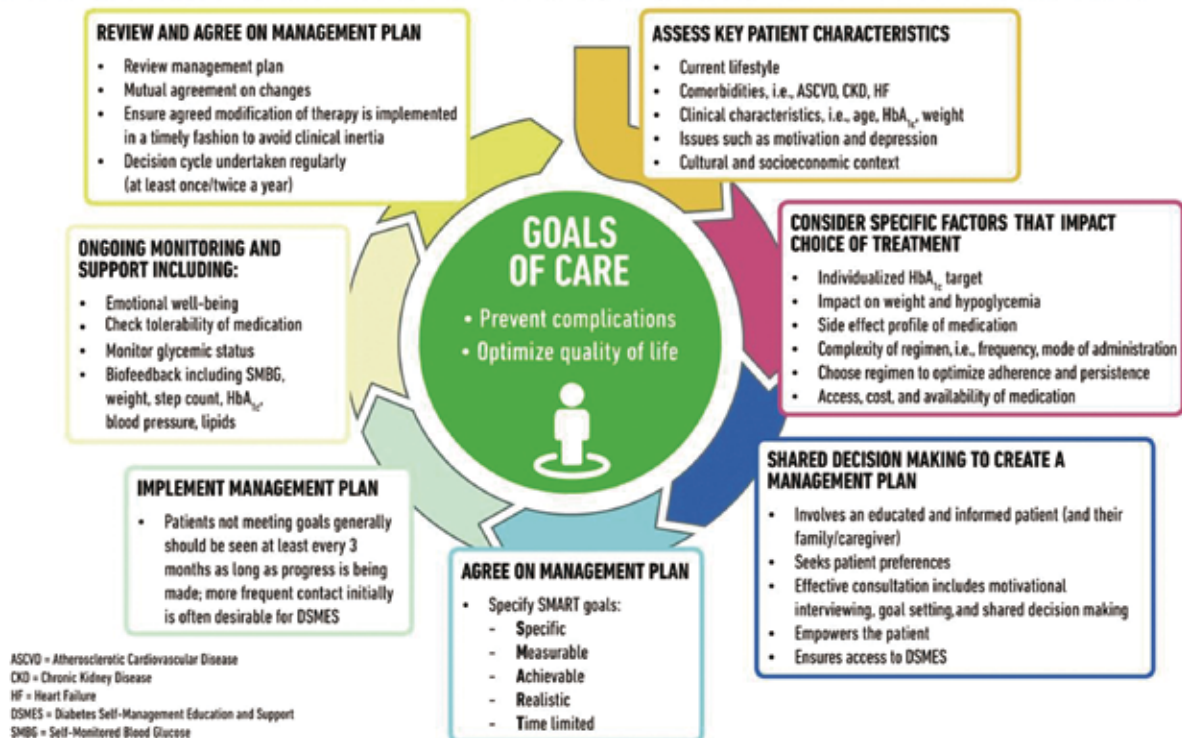 REVIEW AND AGREE ON MANAGEMENT PLAN
• Review management plan
• Mutual agreement on changes
• Ensure agreed modification of therapy is implemented
in a timely fashion to avoid clinical inertia
• Decision cycle undertaken regularly
(at least once/twice a year)
ASSESS KEY PATIENT CHARACTERISTICS
• Current lifestyle
• Comorbidities, i.e., ASCVD, CKD, HF
• Clinical characteristics, i.e., age, HbA1c, weight
• Issues such as motivation and depression
• Cultural and socioeconomic context
GOALS
OF CARE
• Prevent complications
• Optimize quality of life
CONSIDER SPECIFIC FACTORS THAT IMPACT
CHOICE OF TREATMENT
• Individualized HbA1c target
• Impact on weight and hypoglycemia
• Side effect profile of medication
• Complexity of regimen, i.e., frequency, mode of administration
• Choose regimen to optimize adherence and persistence
• Access, cost, and availability of medication
SHARED DECISION MAKING TO CREATE A
MANAGEMENT PLAN
• Involves an educated and informed patient (and their
family/caregiver)
• Seeks patient preferences
• Effective consultation includes motivational
interviewing, goal setting,and shared decision making
• Empowers the patient
• Ensures access to DSMES
AGREE ON MANAGEMENT PLAN
• Specify SMART goals:
- Specific
- Measurable
- Achievable
- Realistic
- Time limited
IMPLEMENT MANAGEMENT PLAN
• Patients not meeting goals generally
should be seen at least every 3
months as long as progress is being
made; more frequent contact initially
is often desirable for DSMES
ONGOING MONITORING AND
SUPPORT INCLUDING:
• Emotional well-being
• Check tolerability of medication
• Monitor glycemic status
• Biofeedback including SMBG,
weight, step count, HbA1c,
blood pressure, lipids
ASCVD = Atherosclerotic Cardiovascular Disease
CKD = Chronic Kidney Disease
HF = Heart Failure
DSMES = Diabetes Self-Management Education and Support
SMBG = Self-Monitored Blood Glucose